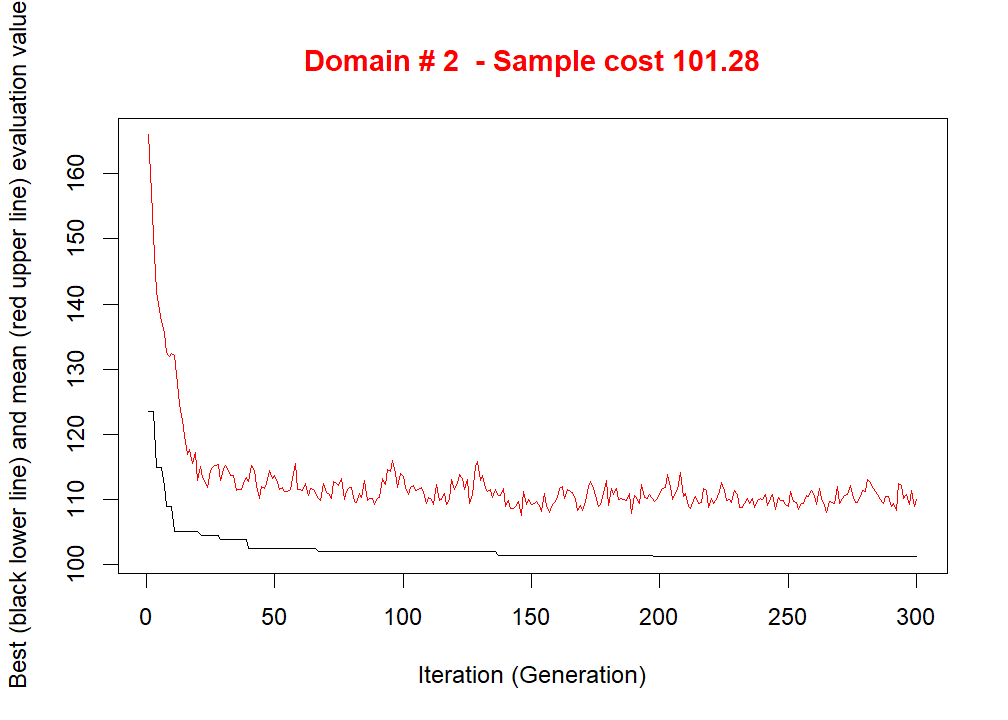 Domain # 2  - Sample cost 101.28
Best (black lower line) and mean (red upper line) evaluation value
160
150
140
130
120
110
100
0 50 100 150 200 250 300
Iteration (Generation)